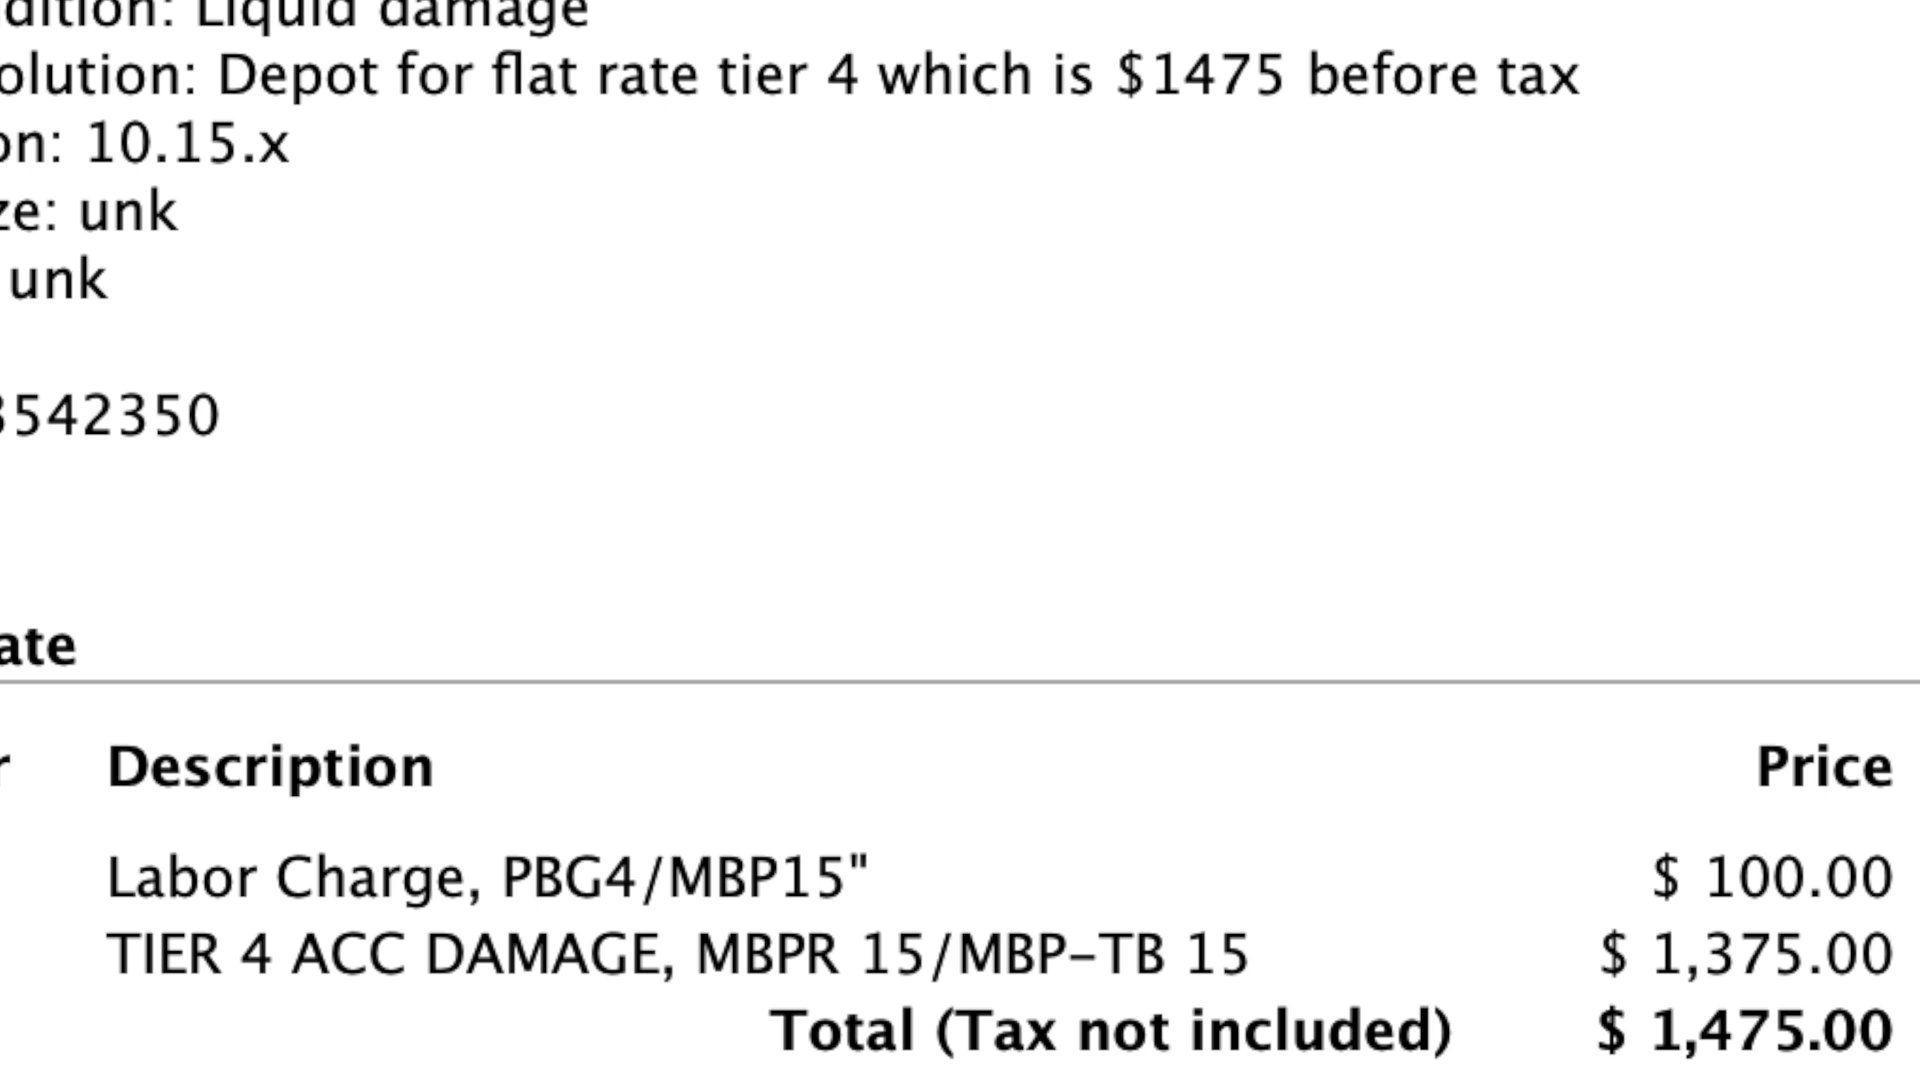 dition: Liquid damage
olution: Depot for flat rate tier 4 which is $1475 before tax
on: 10.15.x
ze: unk
unk
3542350
ate
r Description Price
Labor Charge, PBG4/MBP15" $ 100.00
TIER 4 ACC DAMAGE, MBPR 15/MBP-TB 15 $ 1,375.00
Total (Tax not included) $ 1,475.00